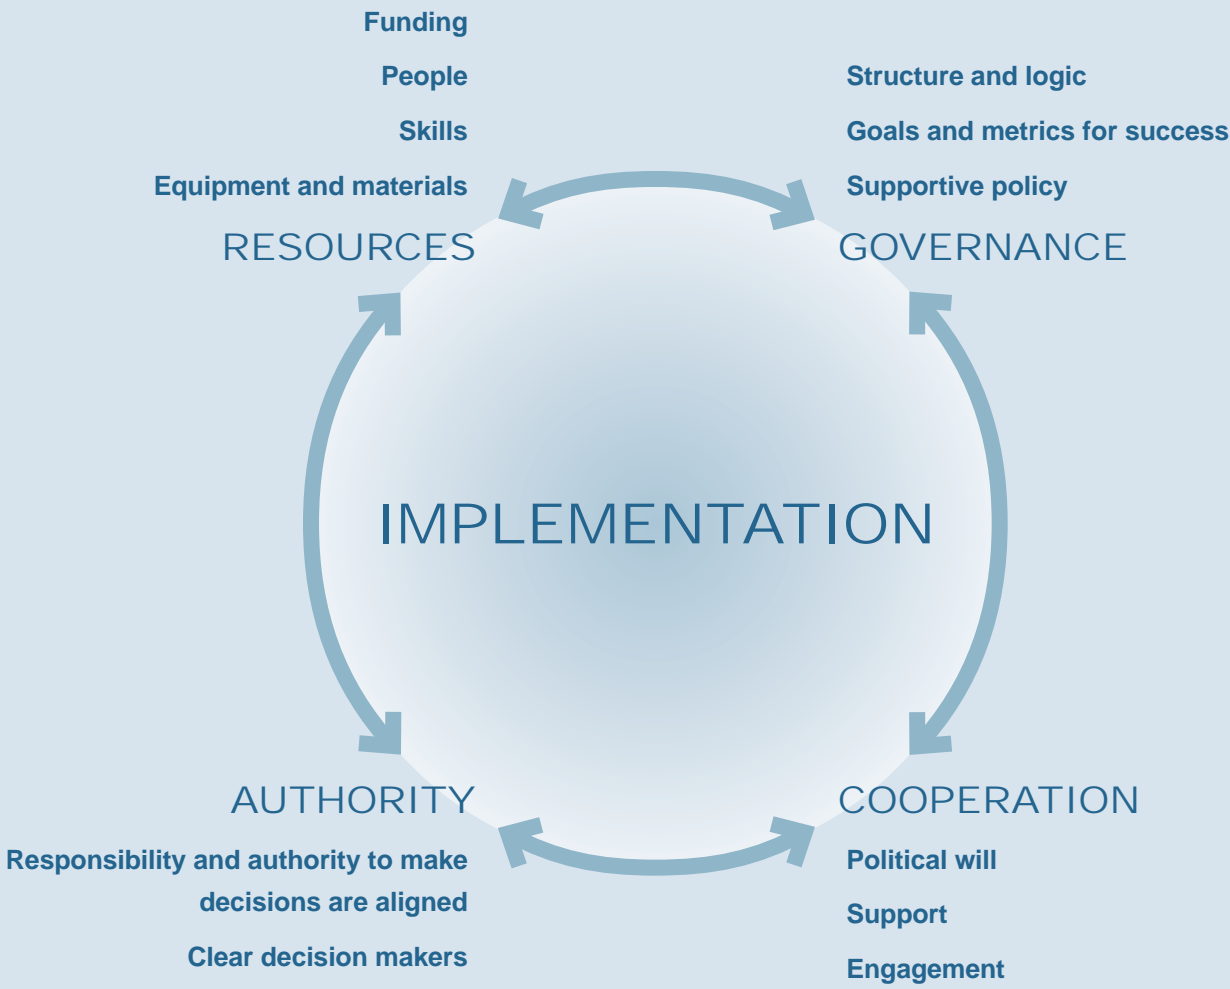 Funding
People
Skills
Equipment and materials
RESOURCES
Structure and logic
Goals and metrics for success
Supportive policy
GOVERNANCE
IMPLEMENTATION
AUTHORITY
Responsibility and authority to make
decisions are aligned
Clear decision makers
COOPERATION
Political will
Support
Engagement